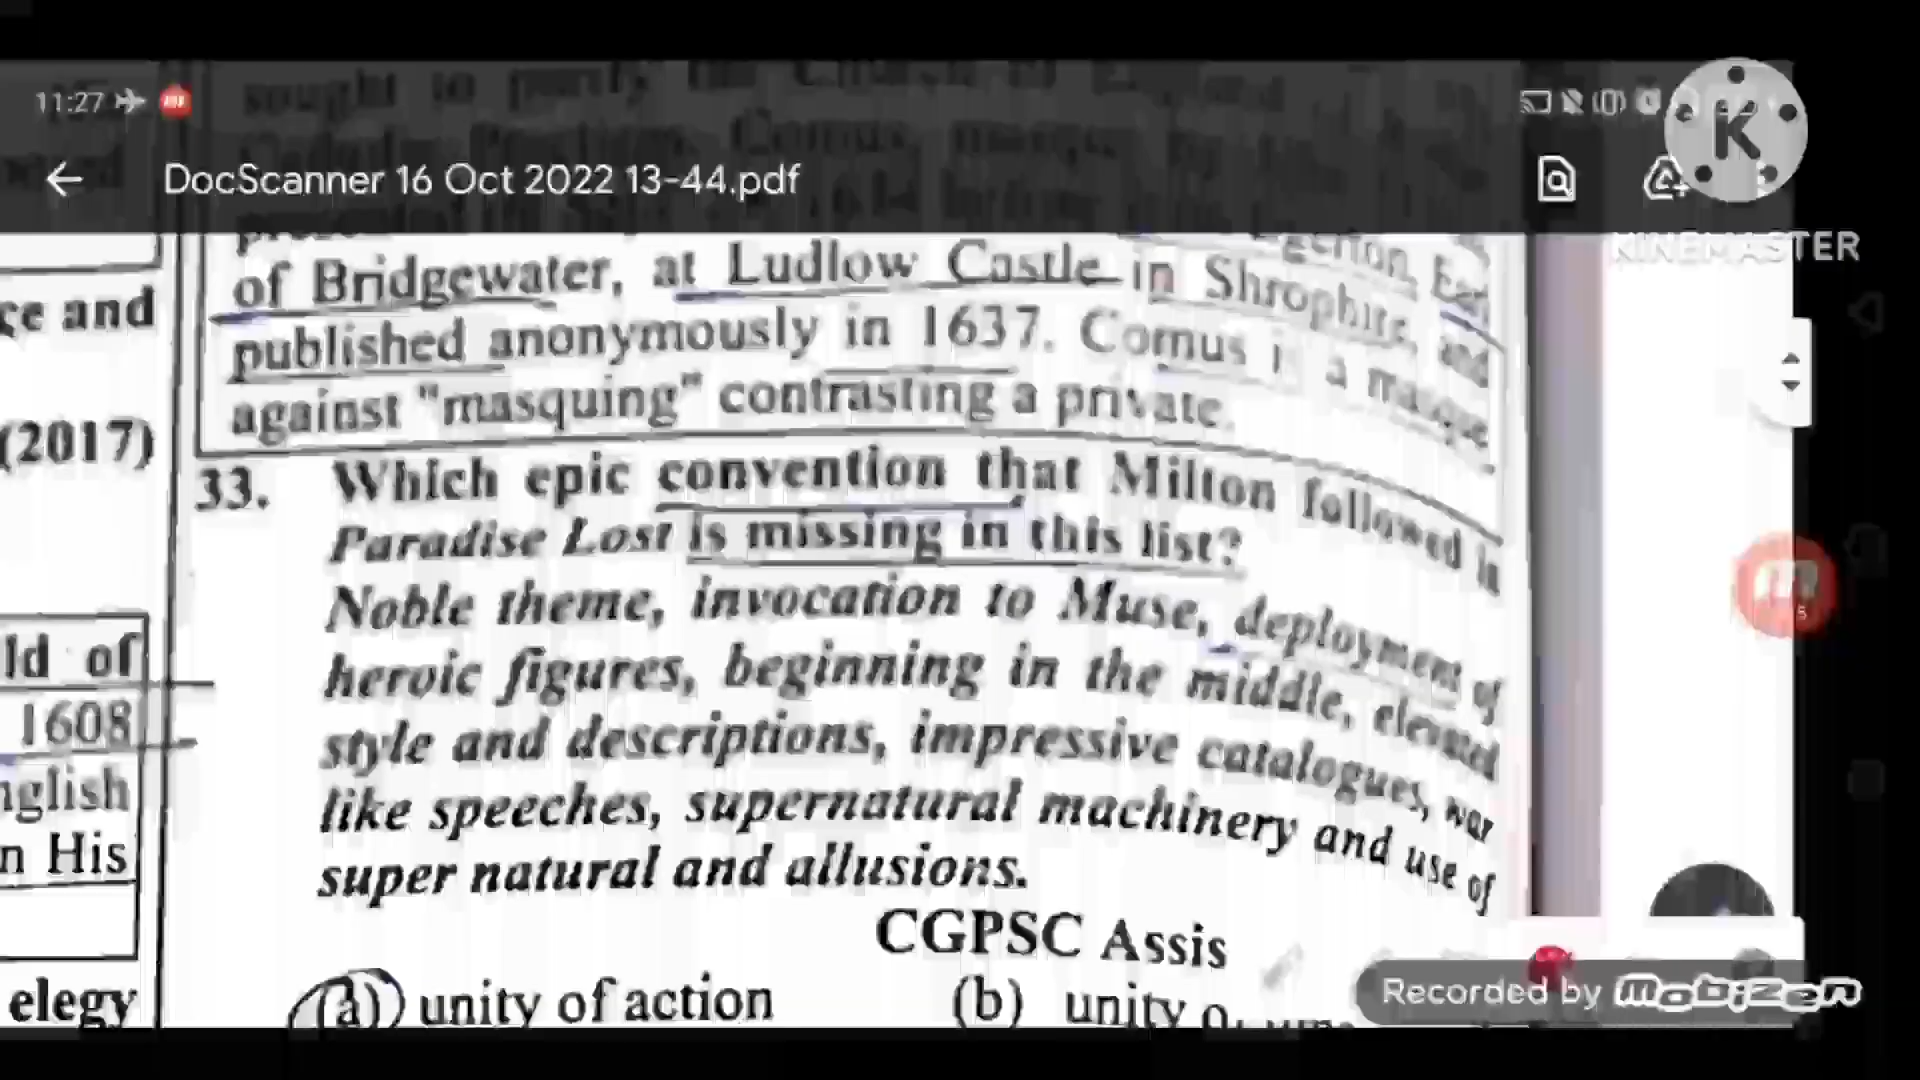 11:27
DocScanner 16 Oct 2022 13-44.pdf
KINEMASTER
of Bridgewater, at Ludlow Castle in Shrophire, and
published anonymously in 1637. Comus is a masque
against "masquing" contrasting a private.
33. Which epic convention that Milton followed in
Paradise Lost is missing in this list?
Noble theme, invocation to Muse, deployment of
heroic figures, beginning in the middle, elevated
style and descriptions, impressive catalogues, war
like speeches, supernatural machinery and use of
super natural and allusions.
CGPSC Assis
(a) unity of action
(b) unity
ce and
(2017)
ld of
1608
nglish
n His
elegy
Recorded by mobizen